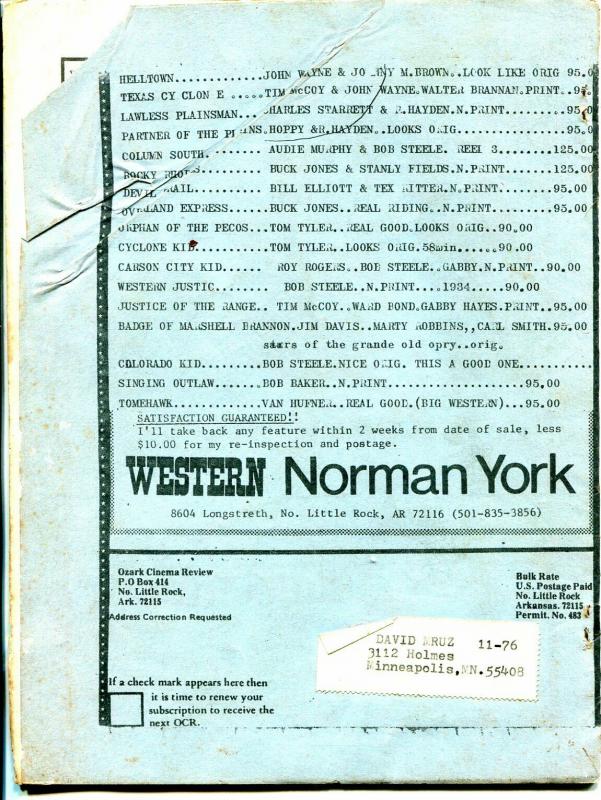 HELLTOWN.............JOHN WAYNE & JO NY M.BROWN..LOOK LIKE ORIG 95.0
TEXAS CY CLON E .....TIM McCOY & JOHN WAYNE.WALTER BRANNAN.PRINT..95.
LAWLESS PLAINSMAN... CHARLES STARRETT & R.HAYDEN.N.PRINT........95.0
PARTNER OF THE PLAINS.HOPPY &R.HAYDEN..LOOKS ORIG...............95.0
COLUMN SOUTH. ....... AUDIE MURPHY & BOB STEELE. REEL 3.......125.00
ROCKY RHODES....... BUCK JONES & STANLY FIELDS.N.PRINT.......125.00
DEVIL TRAIL........ BILL ELLIOTT & TEX RITTER.N.PRINT.......95.00
OVERLAND EXPRESS...... BUCK JONES..REAL RIDING..N.PRINT.......95.00
ORPHAN OF THE PECOS...TOM TYLER..REAL GOOD.LOOKS ORIG..90.00
CYCLONE KID.......... TOM TYLER..LOOKS ORIG.58min......90.00
CARSON CITY KID...... ROY ROGERS..BOB STEELE..GABBY.N.PRINT..90.00
WESTERN JUSTIC....... BOB STEELE..N.PRINT....1934.....90.00
JUSTICE OF THE RANGE.. TIM McCOY..WARD BOND.GABBY HAYES.PRINT..95.00
BADGE OF MARSHELL BRANNON.JIM DAVIS..MARTY ROBBINS,,CARL SMITH.95.00
stars of the grande old opry..orig.
COLORADO KID.........BOB STEELE.NICE ORIG. THIS A GOOD ONE...........
SINGING OUTLAW.......BOB BAKER..N.PRINT.................95.00
TOMEHAWK.............VAN HUFNER..REAL GOOD.(BIG WESTERN)...95.00
SATISFACTION GUARANTEED!!
I'll take back any feature within 2 weeks from date of sale, less
$10.00 for my re-inspection and postage.
WESTERN Norman York
8604 Longstreth, No. Little Rock, AR 72116 (501-835-3856)
Ozark Cinema Review
P.O Box 414
No. Little Rock,
Ark. 72115
Address Correction Requested
Bulk Rate
U.S. Postage Paid
No. Little Rock
Arkansas. 72115
Permit. No. 483
DAVID KRUZ 11-76
3112 Holmes
Minneapolis, MN. 55408
If a check mark appears here then
it is time to renew your
subscription to receive the
next OCR.